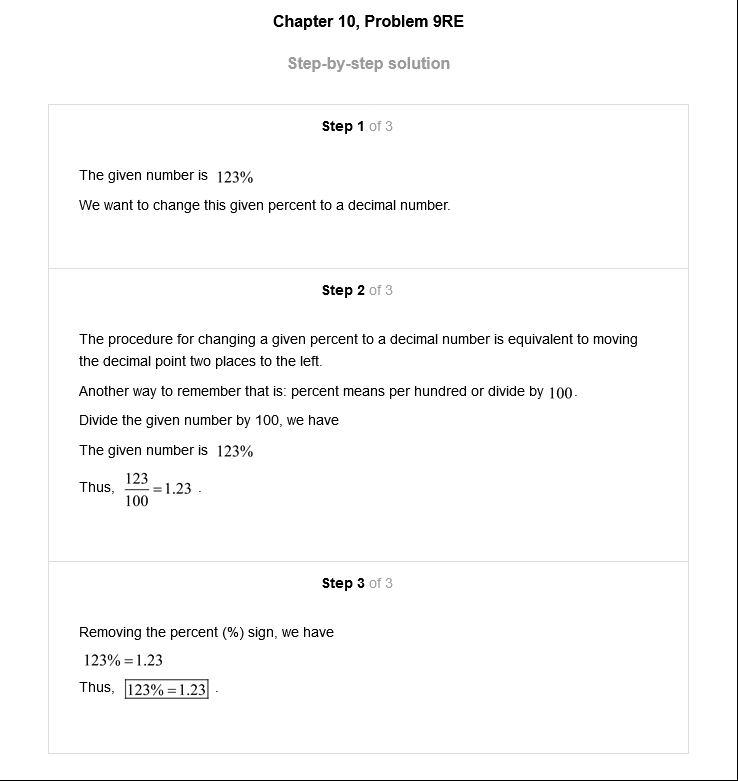 Chapter 10, Problem 9RE
Step-by-step solution
Step 1 of 3
The given number is 123%
We want to change this given percent to a decimal number.
Step 2 of 3
The procedure for changing a given percent to a decimal number is equivalent to moving
the decimal point two places to the left.
Another way to remember that is: percent means per hundred or divide by 100.
Divide the given number by 100, we have
The given number is 123%
Thus, 123/100 = 1.23 .
Step 3 of 3
Removing the percent (%) sign, we have
123% = 1.23
Thus, 123% = 1.23 .